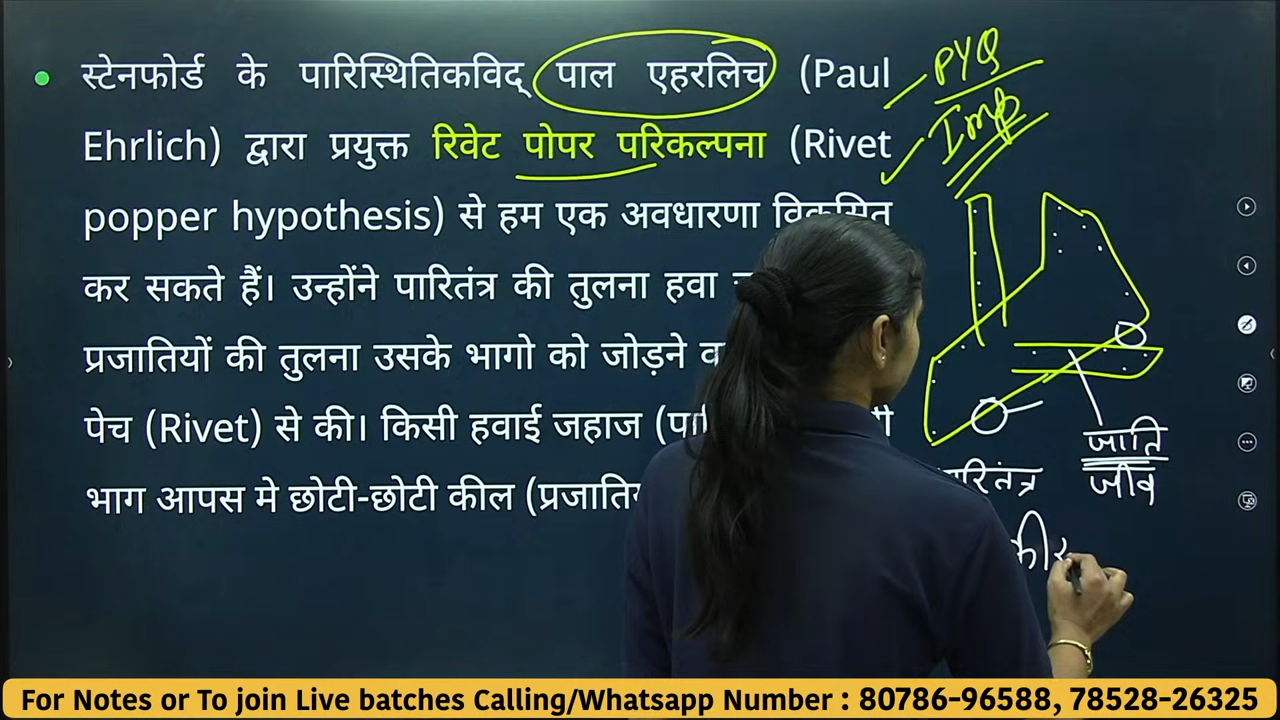 स्टेनफोर्ड के पारिस्थितिकविद् पाल एहरलिच (Paul
Ehrlich) द्वारा प्रयुक्त रिवेट पोपर परिकल्पना (Rivet
popper hypothesis) से हम एक अवधारणा विकसित
कर सकते हैं। उन्होंने पारितंत्र की तुलना हवा
प्रजातियों की तुलना उसके भागो को जोड़ने
पेच (Rivet) से की। किसी हवाई जहाज
भाग आपस मे छोटी-छोटी कील
PYQ
Imp
जाति
जीव
For Notes or To join Live batches Calling/Whatsapp Number : 80786-96588, 78528-26325